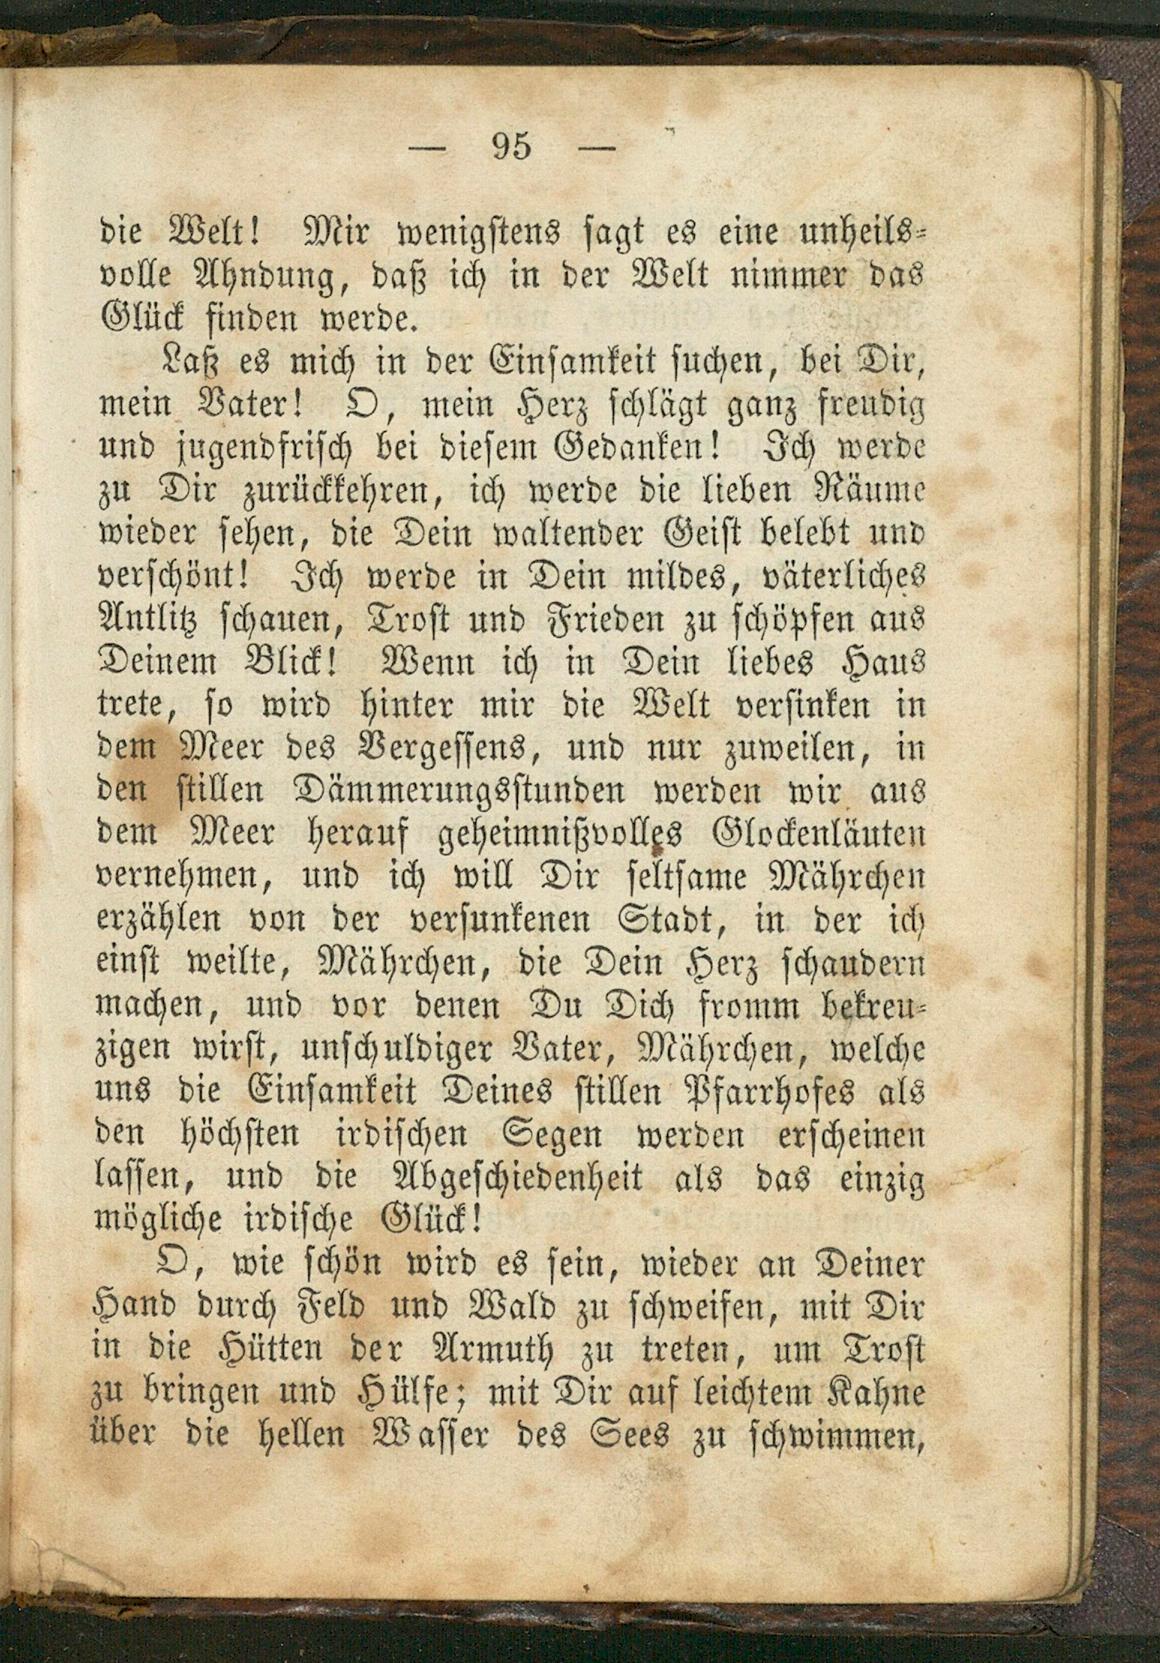 — 95 —
die Welt! Mir wenigstens sagt es eine unheils-
volle Ahndung, daß ich in der Welt nimmer das
Glück finden werde.
Laß es mich in der Einsamkeit suchen, bei Dir,
mein Vater! O, mein Herz schlägt ganz freudig
und jugendfrisch bei diesem Gedanken! Ich werde
zu Dir zurückkehren, ich werde die lieben Räume
wieder sehen, die Dein waltender Geist belebt und
verschönt! Ich werde in Dein mildes, väterliches
Antlitz schauen, Trost und Frieden zu schöpfen aus
Deinem Blick! Wenn ich in Dein liebes Haus
trete, so wird hinter mir die Welt versinken in
dem Meer des Vergessens, und nur zuweilen, in
den stillen Dämmerungsstunden werden wir aus
dem Meer herauf geheimnißvolles Glockenläuten
vernehmen, und ich will Dir seltsame Mährchen
erzählen von der versunkenen Stadt, in der ich
einst weilte, Mährchen, die Dein Herz schaudern
machen, und vor denen Du Dich fromm bekreu-
zigen wirst, unschuldiger Vater, Mährchen, welche
uns die Einsamkeit Deines stillen Pfarrhofes als
den höchsten irdischen Segen werden erscheinen
lassen, und die Abgeschiedenheit als das einzig
mögliche irdische Glück!
O, wie schön wird es sein, wieder an Deiner
Hand durch Feld und Wald zu schweifen, mit Dir
in die Hütten der Armuth zu treten, um Trost
zu bringen und Hülfe; mit Dir auf leichtem Kahne
über die hellen Wasser des Sees zu schwimmen,